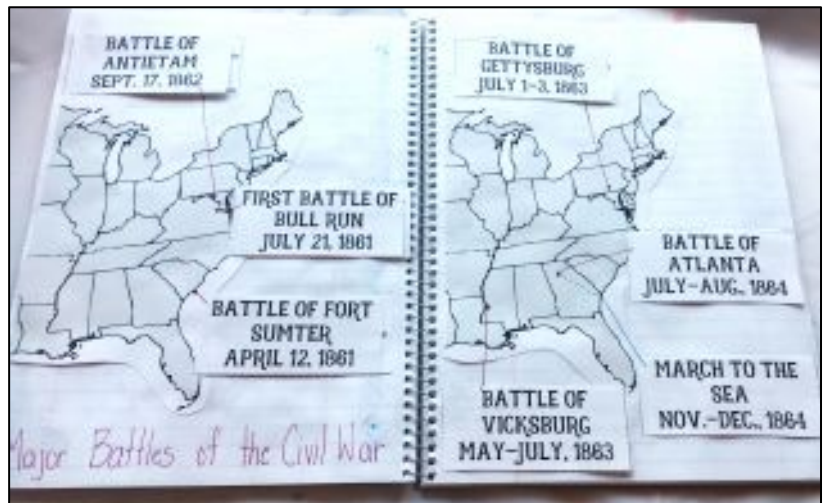 BATTLE OF
ANTIETAM
SEPT. 17, 1862
FIRST BATTLE OF
BULL RUN
JULY 21, 1861
BATTLE OF FORT
SUMTER
APRIL 12, 1861
Major Battles of the Civil War
BATTLE OF
GETTYSBURG
JULY 1-3, 1863
BATTLE OF
ATLANTA
JULY-AUG., 1864
MARCH TO THE
SEA
NOV.-DEC., 1864
BATTLE OF
VICKSBURG
MAY-JULY, 1863